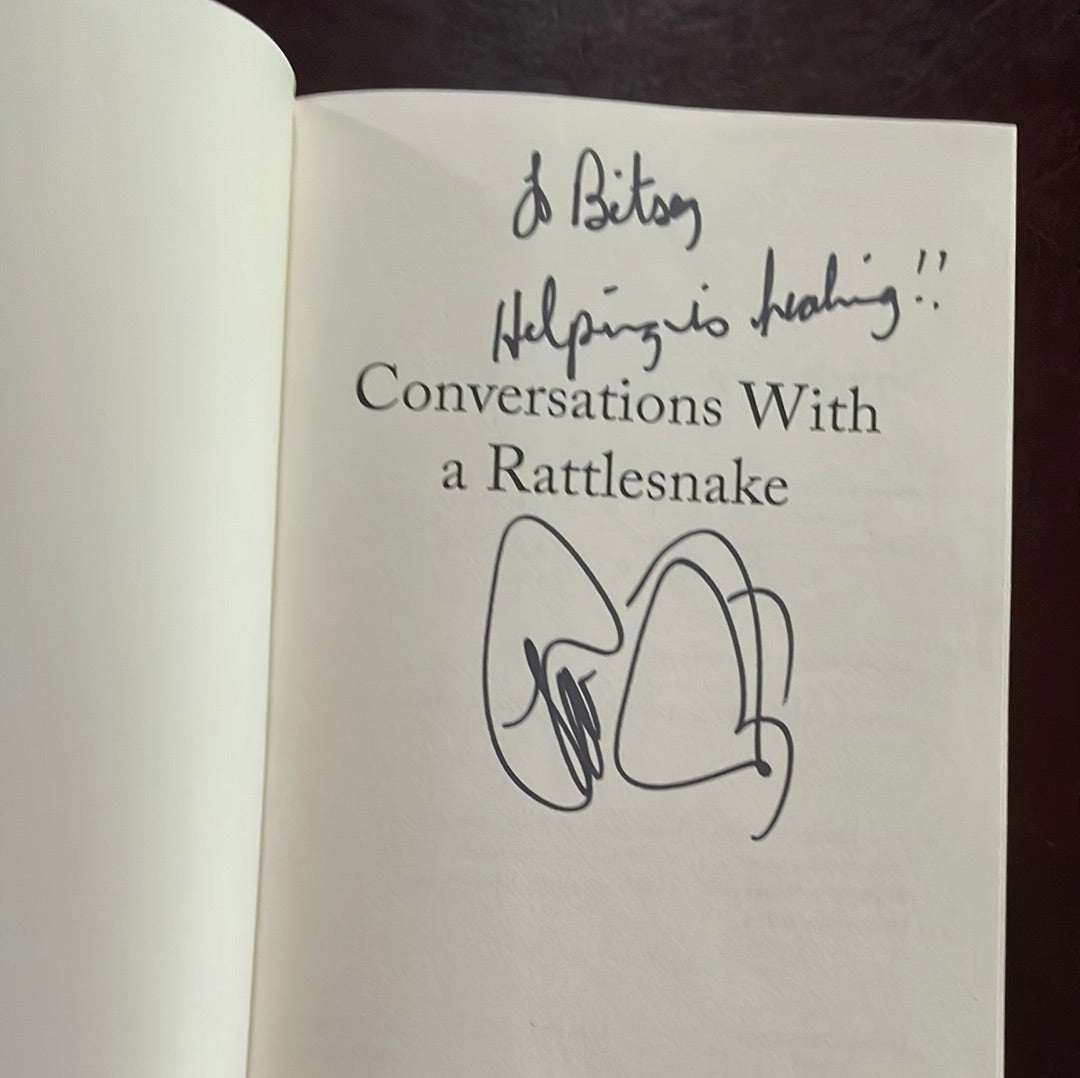 To Bitsy
Helping is healing!!
Conversations With
a Rattlesnake